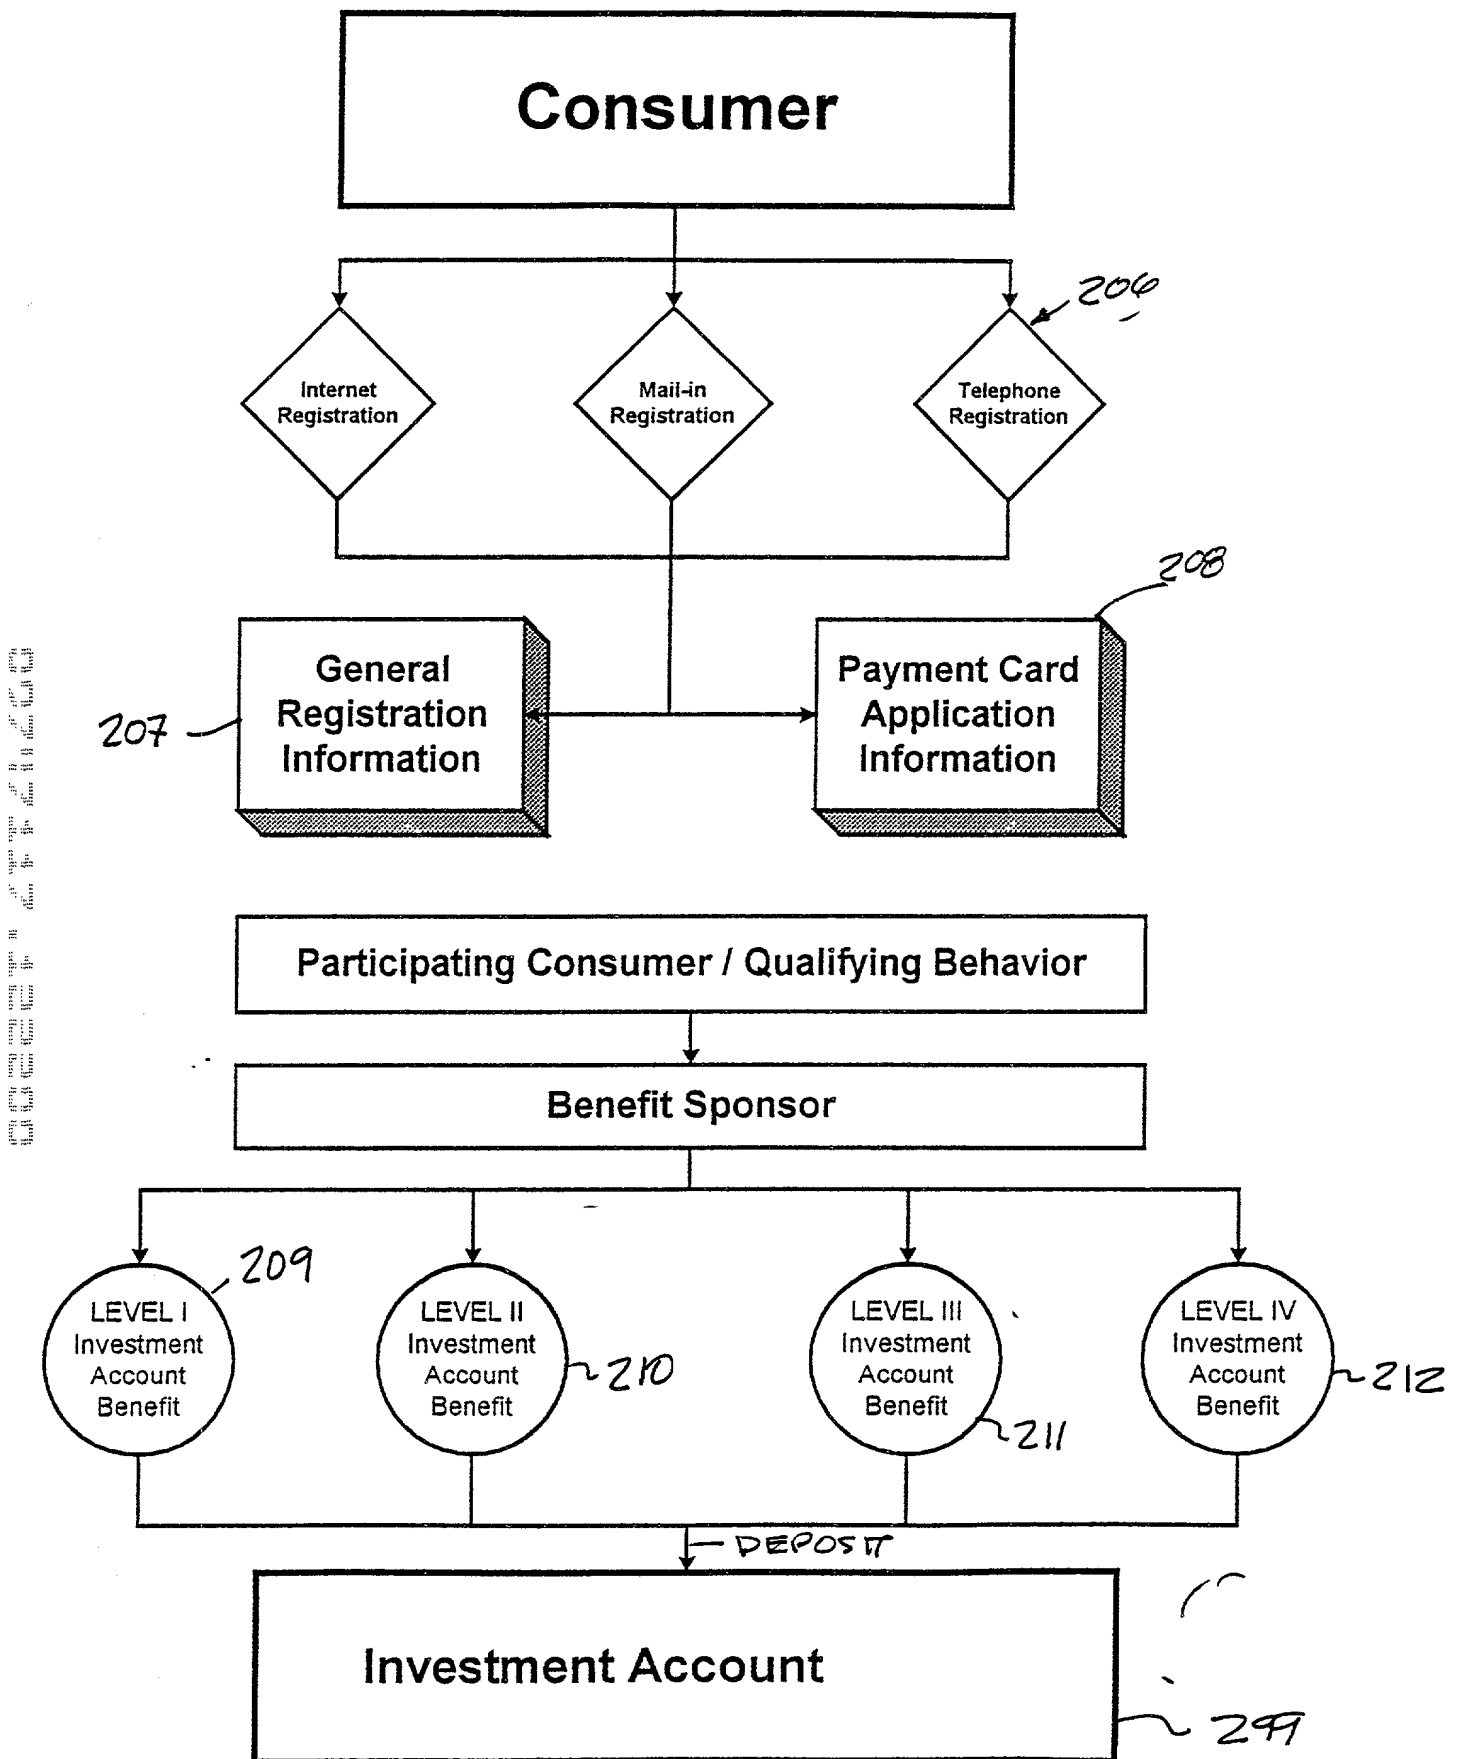 Consumer
206
Internet
Registration
Mail-in
Registration
Telephone
Registration
208
General
Registration
Information
Payment Card
Application
Information
207
Participating Consumer / Qualifying Behavior
Benefit Sponsor
209
LEVEL I
Investment
Account
Benefit
LEVEL II
Investment
Account
Benefit
210
LEVEL III
Investment
Account
Benefit
211
LEVEL IV
Investment
Account
Benefit
212
DEPOSIT
Investment Account
299